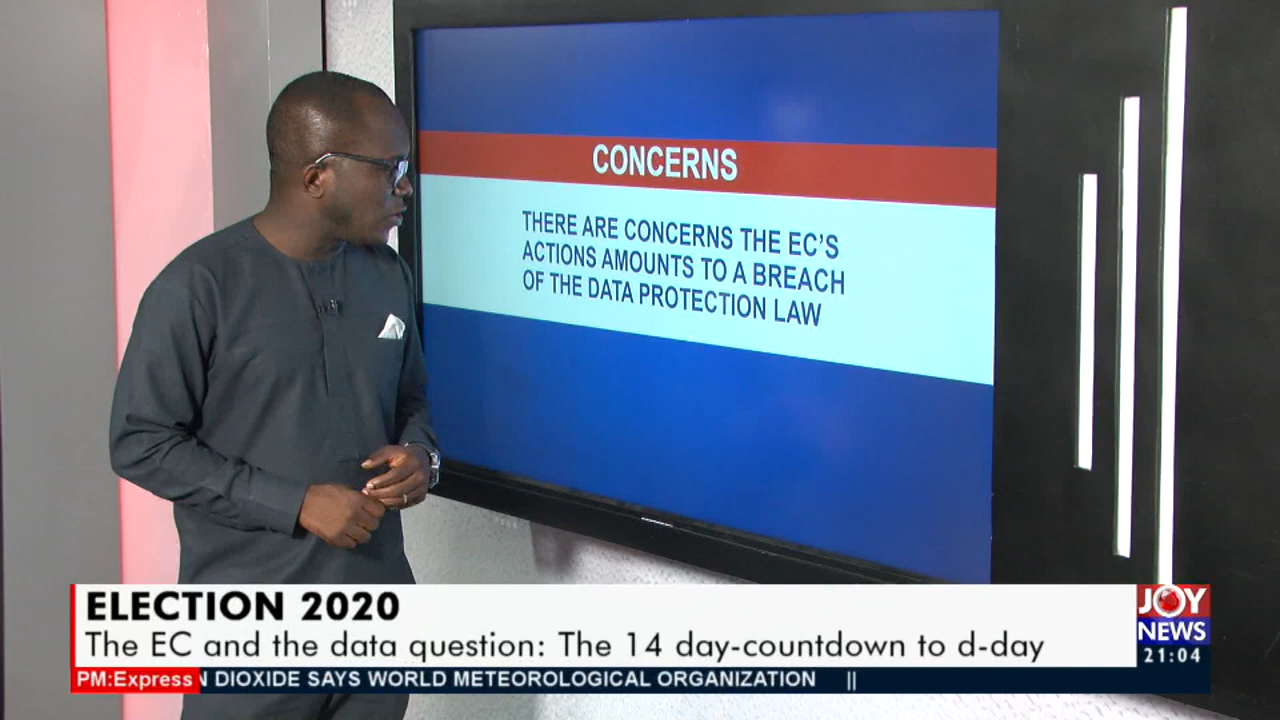 CONCERNS
THERE ARE CONCERNS THE EC'S
ACTIONS AMOUNTS TO A BREACH
OF THE DATA PROTECTION LAW
ELECTION 2020
The EC and the data question: The 14 day-countdown to d-day
JOY
NEWS
21:04
PM:Express
N DIOXIDE SAYS WORLD METEOROLOGICAL ORGANIZATION ||